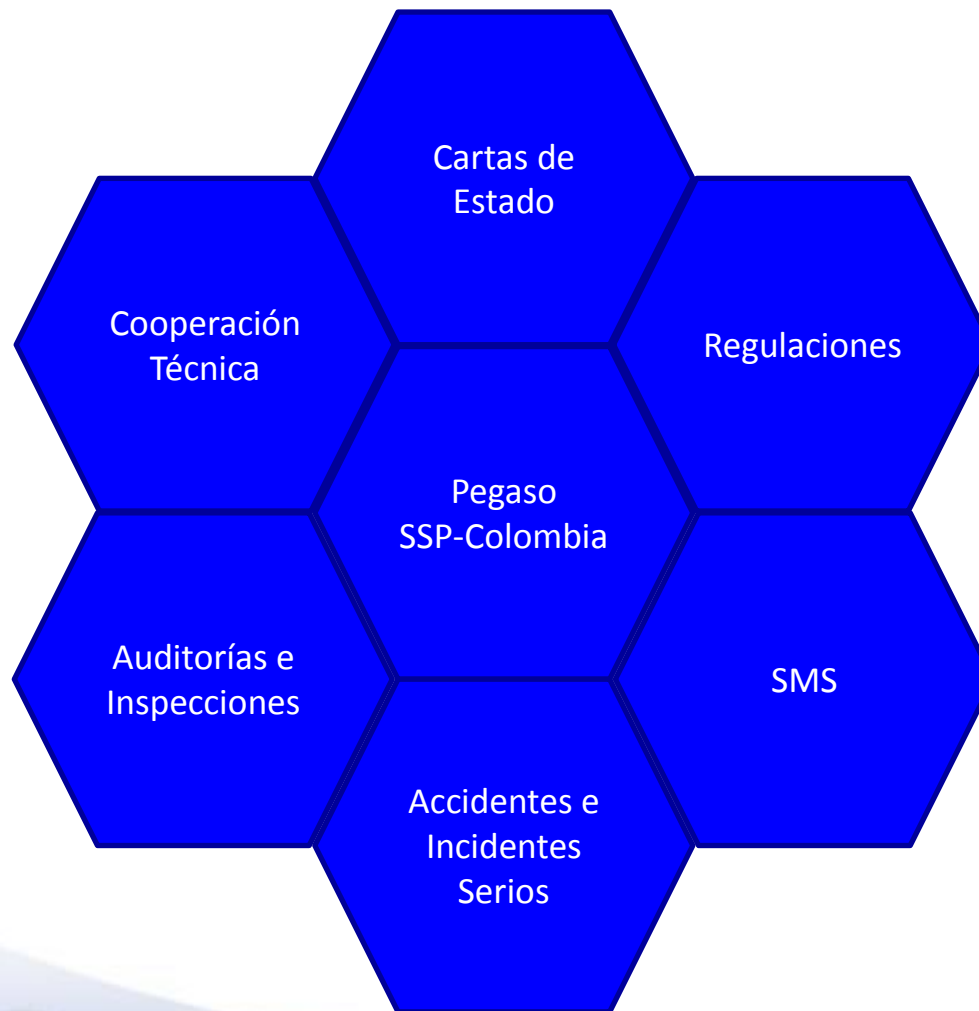 Cartas de
Estado
Cooperación
Técnica
Regulaciones
Pegaso
SSP-Colombia
Auditorías e
Inspecciones
SMS
Accidentes e
Incidentes
Serios